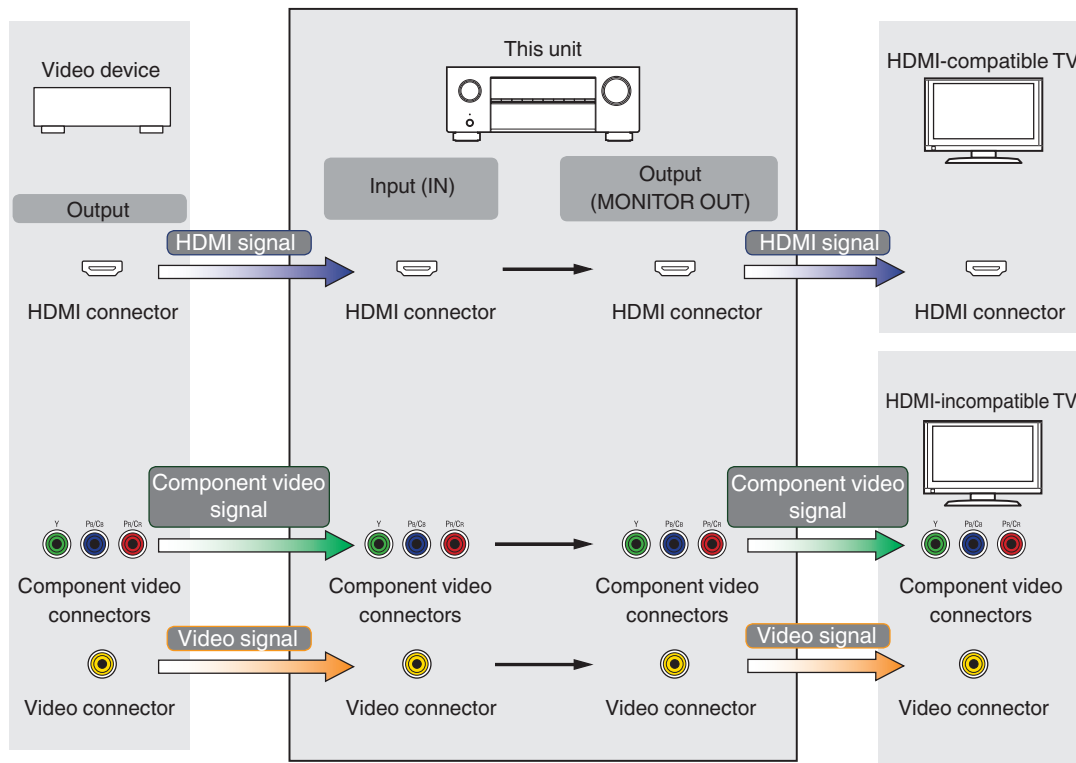 This unit
Video device
HDMI-compatible TV
Input (IN)
Output
(MONITOR OUT)
Output
HDMI signal
HDMI signal
HDMI connector
HDMI connector
HDMI connector
HDMI connector
HDMI-incompatible TV
Component video
signal
Component video
signal
Y PB/CB PR/CR
Y PB/CB PR/CR
Y PB/CB PR/CR
Y PB/CB PR/CR
Component video
connectors
Component video
connectors
Component video
connectors
Component video
connectors
Video signal
Video signal
Video connector
Video connector
Video connector
Video connector